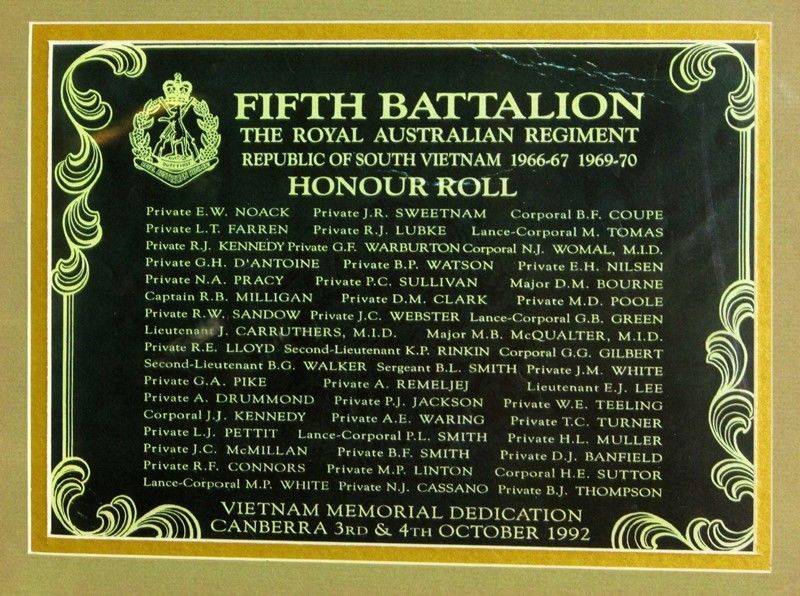 FIFTH BATTALION
THE ROYAL AUSTRALIAN REGIMENT
REPUBLIC OF SOUTH VIETNAM 1966-67 1969-70
HONOUR ROLL
Private E.W. NOACK Private J.R. SWEETNAM Corporal B.F. COUPE
Private L.T. FARREN Private R.J. LUBKE Lance-Corporal M. TOMAS
Private R.J. KENNEDY Private G.F. WARBURTON Corporal N.J. WOMAL, M.I.D.
Private G.H. D'ANTOINE Private B.P. WATSON Private E.H. NILSEN
Private N.A. PRACY Private P.C. SULLIVAN Major D.M. BOURNE
Captain R.B. MILLIGAN Private D.M. CLARK Private M.D. POOLE
Private R.W. SANDOW Private J.C. WEBSTER Lance-Corporal G.B. GREEN
Lieutenant J. CARRUTHERS, M.I.D. Major M.B. McQUALTER, M.I.D.
Private R.E. LLOYD Second-Lieutenant K.P. RINKIN Corporal G.G. GILBERT
Second-Lieutenant B.G. WALKER Sergeant B.L. SMITH Private J.M. WHITE
Private G.A. PIKE Private A. REMELJEJ Lieutenant E.J. LEE
Private A. DRUMMOND Private P.J. JACKSON Private W.E. TEELING
Corporal J.J. KENNEDY Private A.E. WARING Private T.C. TURNER
Private L.J. PETTIT Lance-Corporal P.L. SMITH Private H.L. MULLER
Private J.C. McMILLAN Private B.F. SMITH Private D.J. BANFIELD
Private R.F. CONNORS Private M.P. LINTON Corporal H.E. SUTTOR
Lance-Corporal M.P. WHITE Private N.J. CASSANO Private B.J. THOMPSON
VIETNAM MEMORIAL DEDICATION
CANBERRA 3RD & 4TH OCTOBER 1992